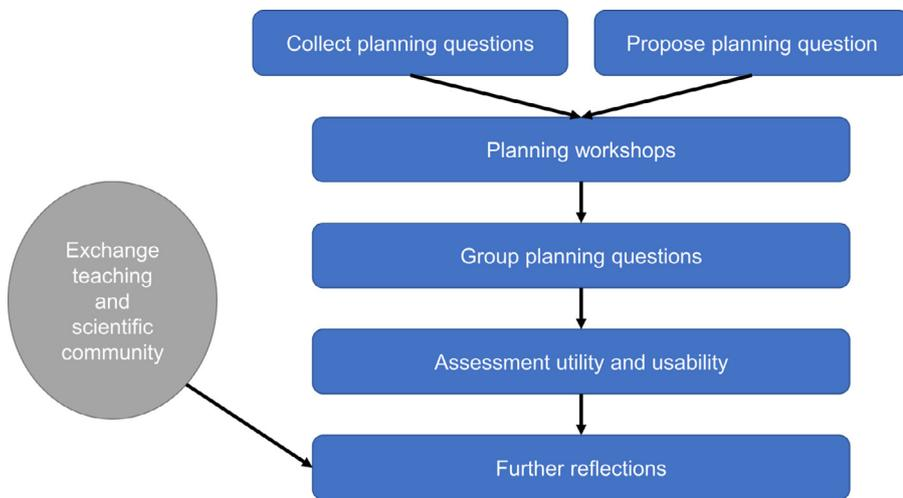 Collect planning questions
Propose planning question
Planning workshops
Group planning questions
Exchange
teaching
and
scientific
community
Assessment utility and usability
Further reflections